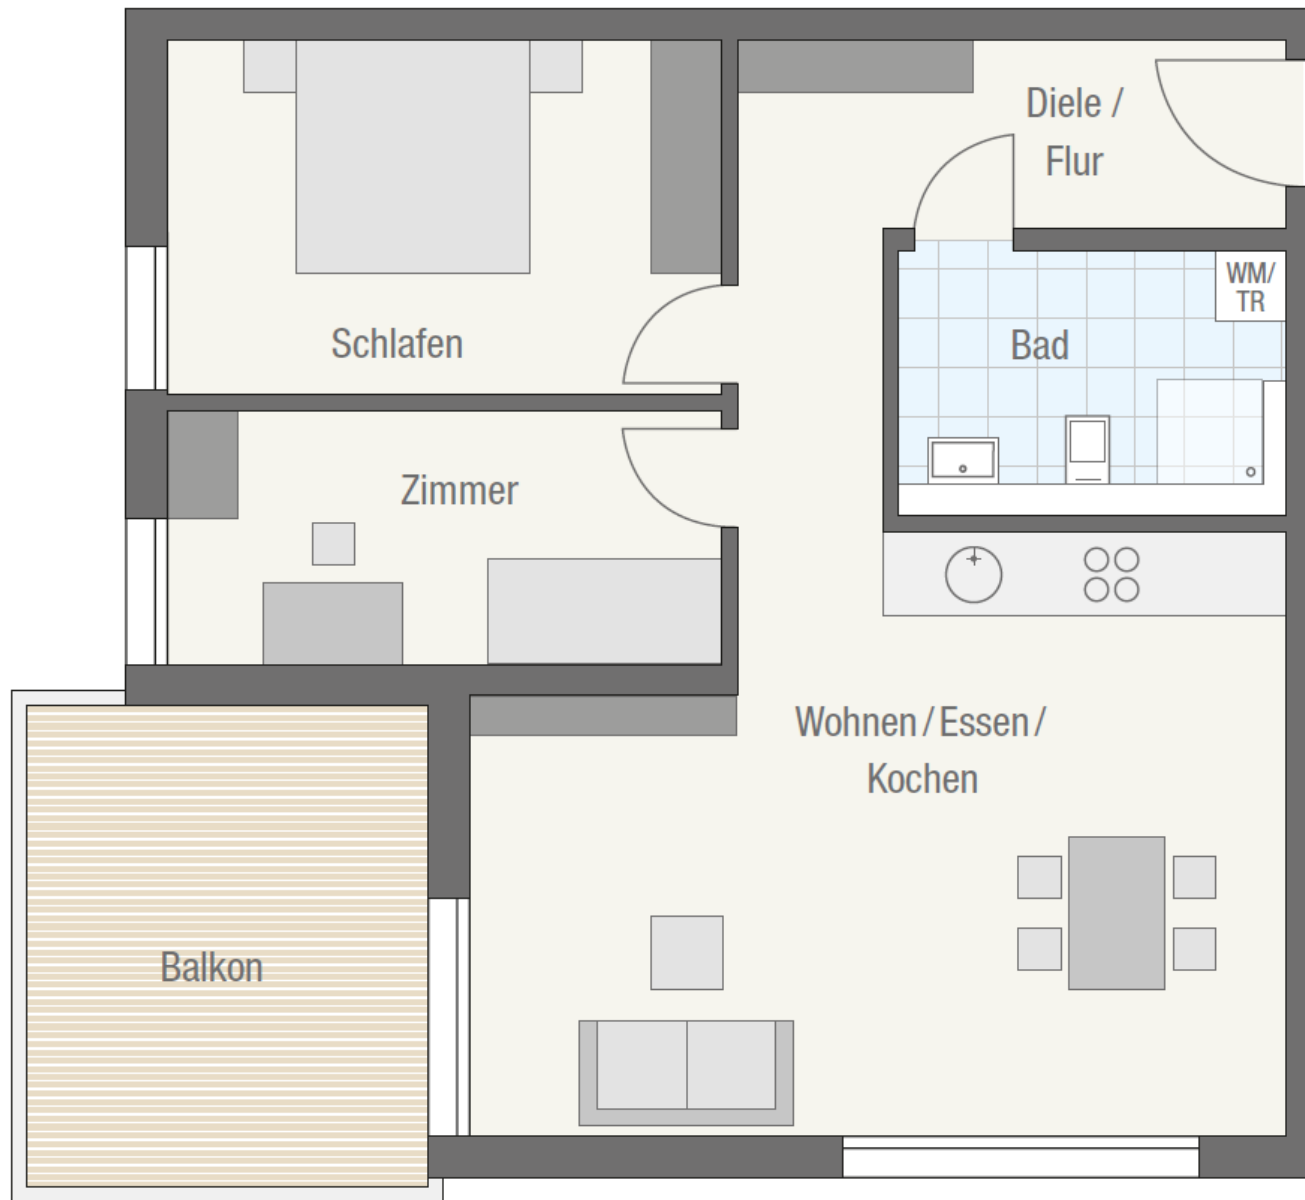 Diele /
Flur
WM/
TR
Schlafen
Bad
Zimmer
Wohnen / Essen /
Kochen
Balkon